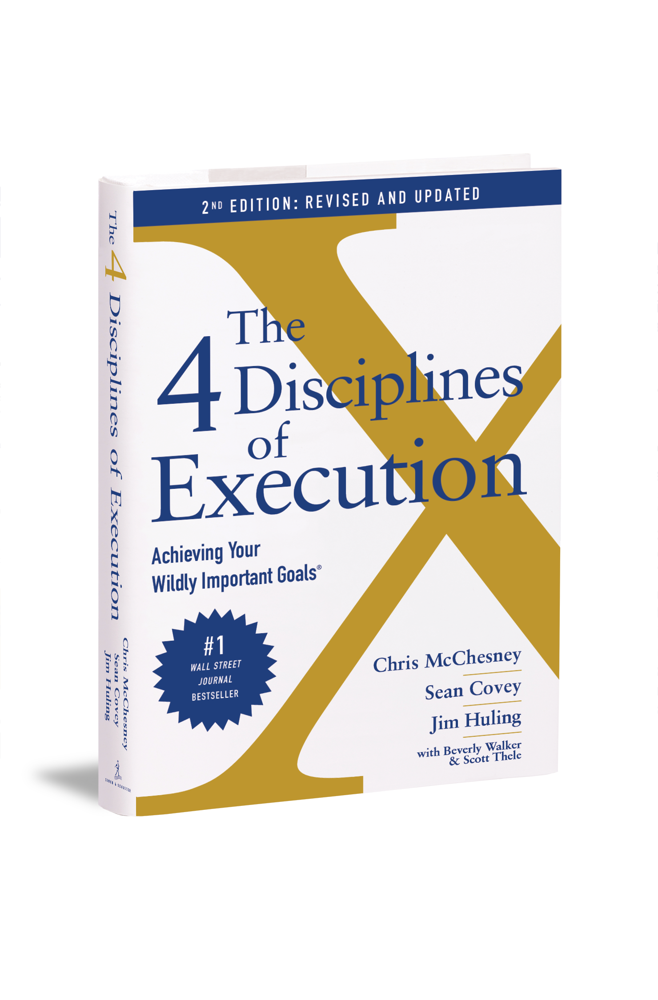 2ND EDITION: REVISED AND UPDATED
The
4 Disciplines
of
Execution
Achieving Your
Wildly Important Goals®
#1
WALL STREET
JOURNAL
BESTSELLER
Chris McChesney
Sean Covey
Jim Huling
with Beverly Walker
& Scott Thele
The 4 Disciplines of Execution
Chris McChesney
Sean Covey
Jim Huling
SIMON & SCHUSTER